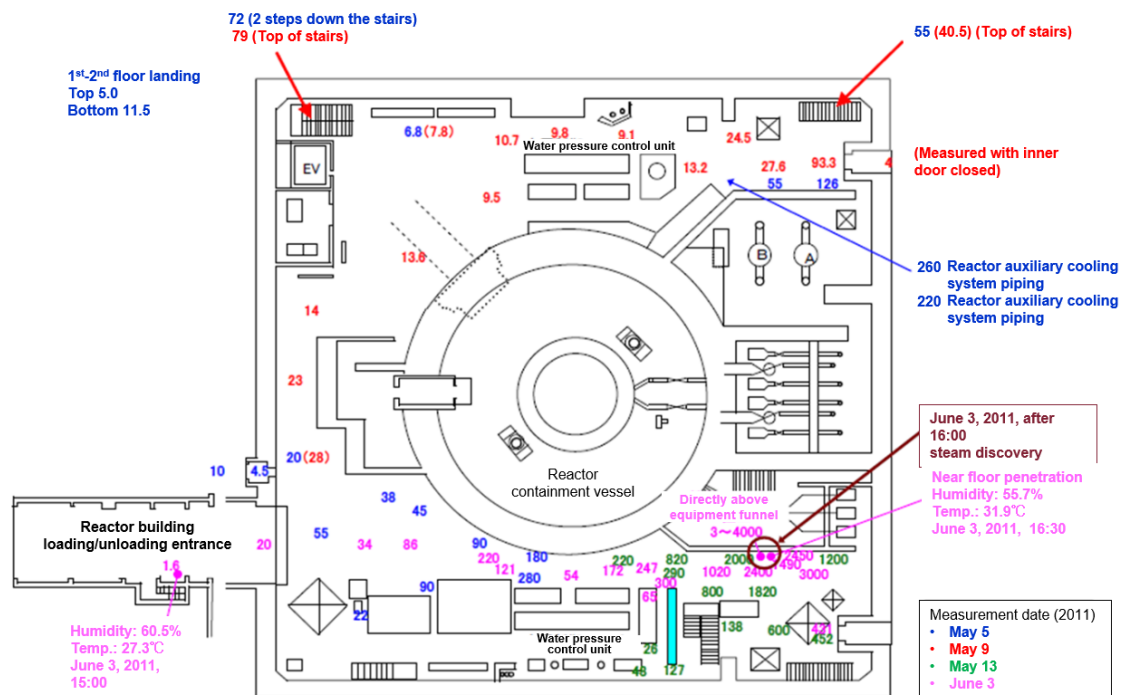 72 (2 steps down the stairs)
79 (Top of stairs)
55 (40.5) (Top of stairs)
1st-2nd floor landing
Top 5.0
Bottom 11.5
6.8 (7.8)
10.7
9.8
9.1
24.5
Water pressure control unit
EV
13.2
27.6
93.3
4
(Measured with inner
door closed)
55
126
9.5
13.6
B
A
260 Reactor auxiliary cooling
system piping
220 Reactor auxiliary cooling
system piping
14
23
June 3, 2011, after
16:00
steam discovery
20 (28)
10
4.5
Reactor
containment vessel
Near floor penetration
Humidity: 55.7%
Temp.: 31.9℃
June 3, 2011, 16:30
38
45
Directly above
equipment funnel
3～4000
Reactor building
loading/unloading entrance
20
55
34
86
90
220
180
121
280
54
172
220
247
820
290
300
2000
2450
1490
1200
1020
2400
3000
1.6
90
65
800
1820
22
138
600
431
452
Humidity: 60.5%
Temp.: 27.3℃
June 3, 2011,
15:00
Water pressure
control unit
26
48
127
Measurement date (2011)
• May 5
• May 9
• May 13
• June 3